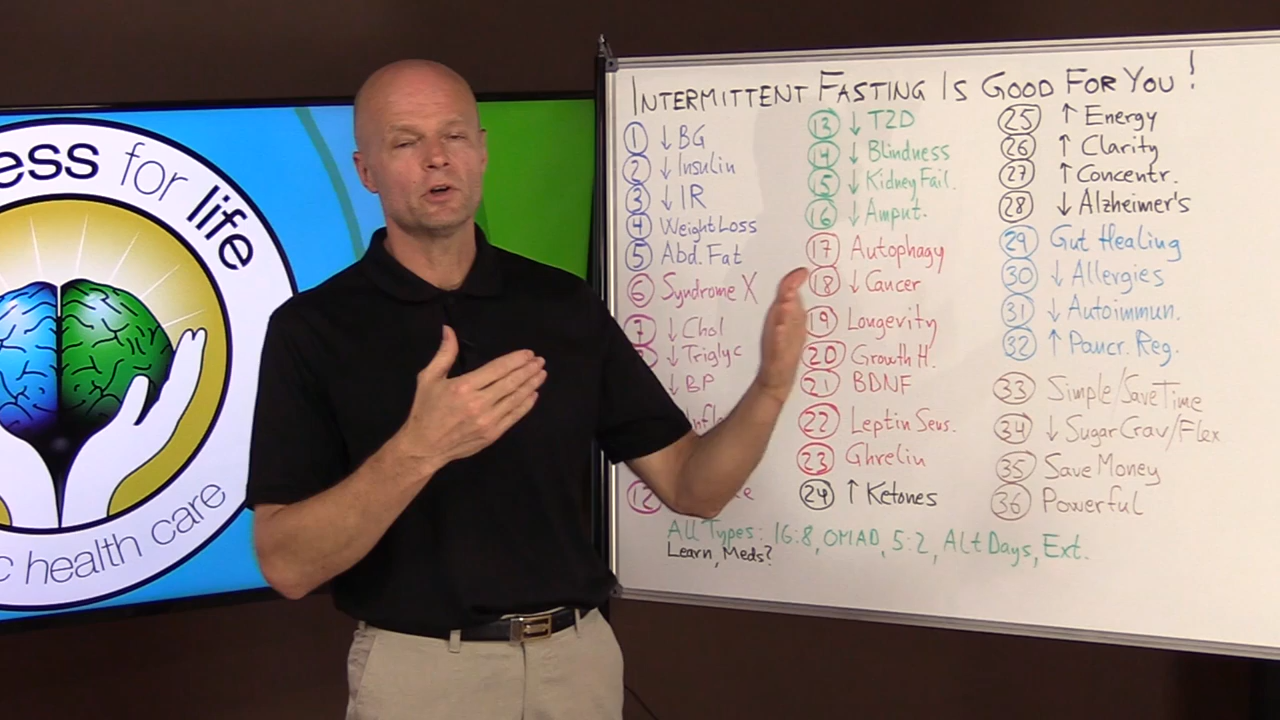 ess for life
c health care
INTERMITTENT FASTING IS GOOD FOR YOU!
1 ↓ BG
2 ↓ Insulin
3 ↓ IR
4 Weight Loss
5 Abd. Fat
6 Syndrome X
7 ↓ Chol
↓ Triglyc
↓ BP
Infl
12 ke
13 ↓ T2D
14 ↓ Blindness
15 ↓ Kidney Fail.
16 ↓ Amput.
17 Autophagy
18 ↓ Cancer
19 Longevity
20 Growth H.
21 BDNF
22 Leptin Sens.
23 Ghrelin
24 ↑ Ketones
25 ↑ Energy
26 ↑ Clarity
27 ↑ Concentr.
28 ↓ Alzheimer's
29 Gut Healing
30 ↓ Allergies
31 ↓ Autoimmun.
32 ↑ Pancr. Reg.
33 Simple/Save Time
34 ↓ Sugar Crav/Flex
35 Save Money
36 Powerful
All Types: 16:8, OMAD, 5:2, Alt Days, Ext.
Learn, Meds?